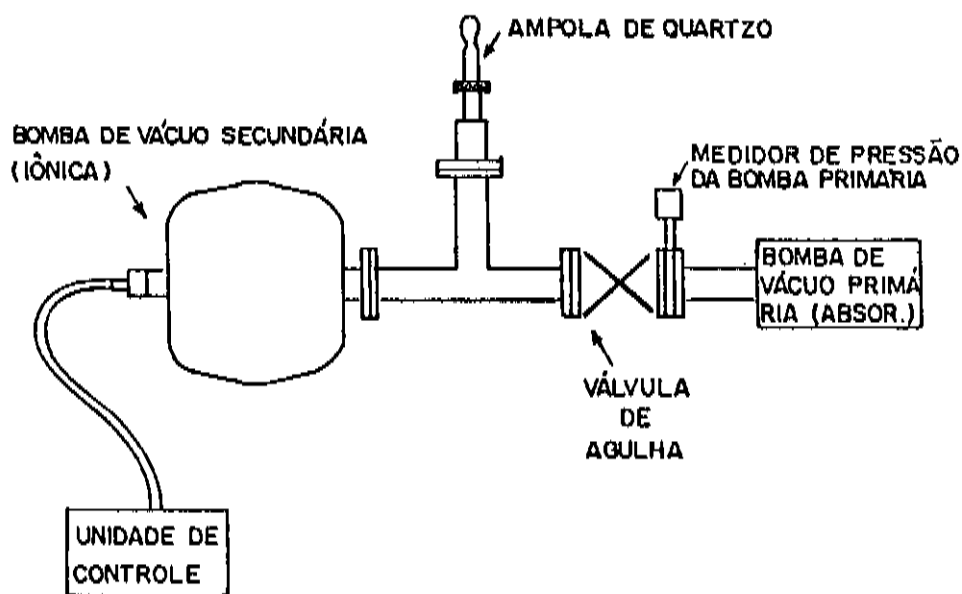 AMPOLA DE QUARTZO
BOMBA DE VÁCUO SECUNDÁRIA
(IÔNICA)
MEDIDOR DE PRESSÃO
DA BOMBA PRIMARIA
BOMBA DE
VÁCUO PRIMÁ
RIA (ABSOR.)
VÁLVULA
DE
AGULHA
UNIDADE DE
CONTROLE